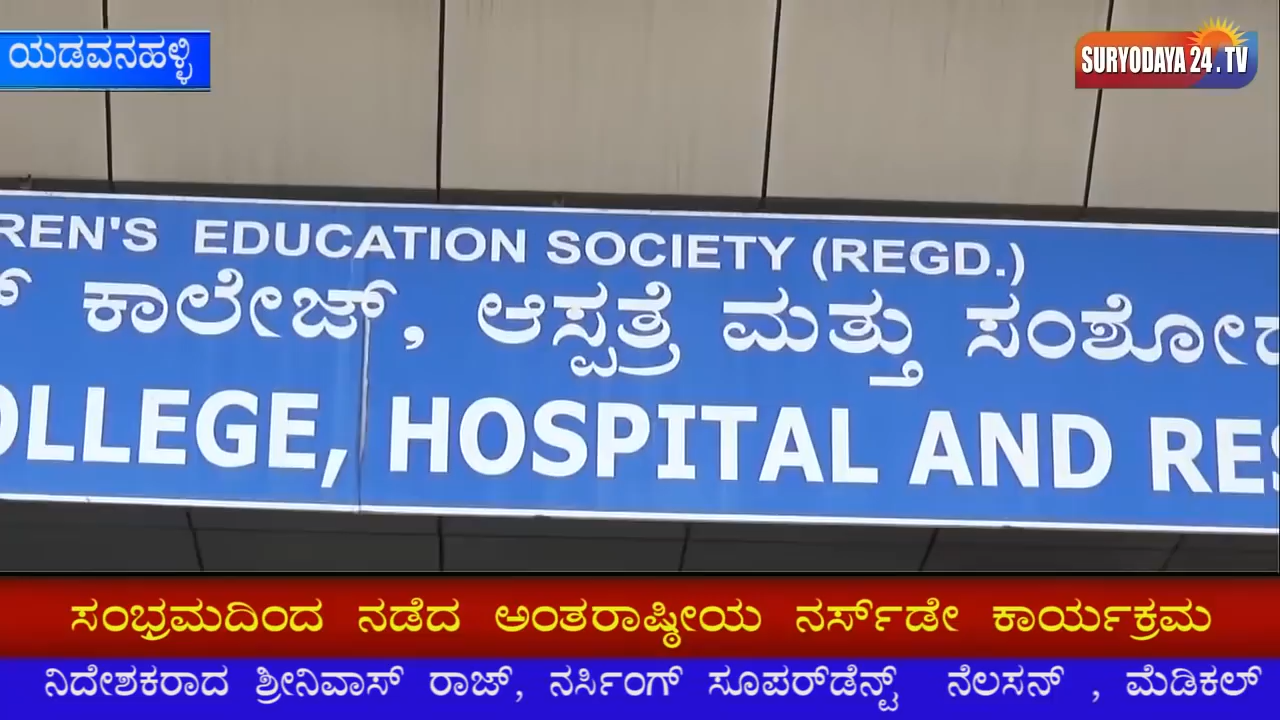 ಯಡವನಹಳ್ಳಿ
SURYODAYA 24.TV
REN'S EDUCATION SOCIETY (REGD.)
ಕಾಲೇಜ್, ಆಸ್ಪತ್ರೆ ಮತ್ತು ಸಂಶೋ
OLLEGE, HOSPITAL AND RES
ಸಂಭ್ರಮದಿಂದ ನಡೆದ ಅಂತರಾಷ್ಠೀಯ ನರ್ಸ್‌ಡೇ ಕಾರ್ಯಕ್ರಮ
ನಿದೇಶಕರಾದ ಶ್ರೀನಿವಾಸ್ ರಾಜ್, ನರ್ಸಿಂಗ್ ಸೂಪರ್‌ಡೆನ್ಟ್ ನೆಲಸನ್ , ಮೆಡಿಕಲ್